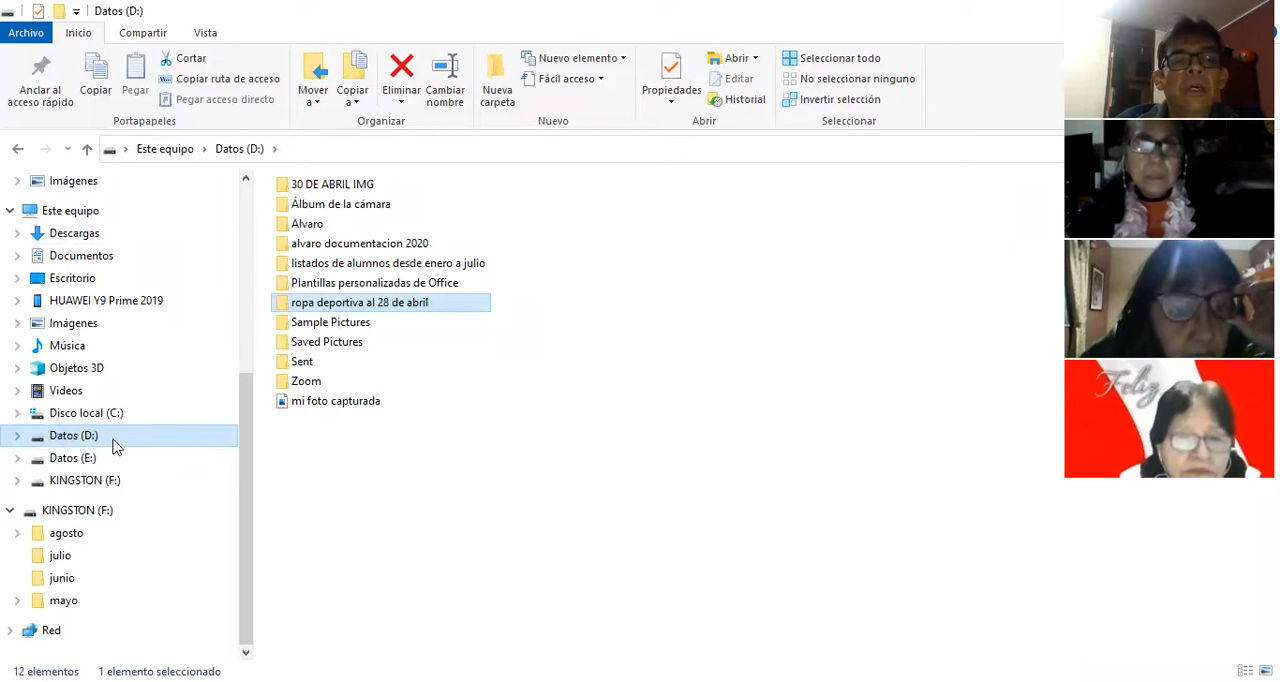 Datos (D:)
Archivo
Inicio
Compartir
Vista
Anclar al
acceso rápido
Copiar
Pegar
Cortar
Copiar ruta de acceso
Pegar acceso directo
Portapapeles
Mover
a
Copiar
a
Eliminar
Cambiar
nombre
Organizar
Nueva
carpeta
Nuevo elemento
Fácil acceso
Nuevo
Propiedades
Abrir
Editar
Historial
Abrir
Seleccionar todo
No seleccionar ninguno
Invertir selección
Seleccionar
Este equipo > Datos (D:) >
Imágenes
Este equipo
Descargas
Documentos
Escritorio
HUAWEI Y9 Prime 2019
Imágenes
Música
Objetos 3D
Videos
Disco local (C:)
Datos (D:)
Datos (E:)
KINGSTON (F:)
KINGSTON (F:)
agosto
julio
junio
mayo
Red
30 DE ABRIL IMG
Álbum de la cámara
Alvaro
alvaro documentacion 2020
listados de alumnos desde enero a julio
Plantillas personalizadas de Office
ropa deportiva al 28 de abril
Sample Pictures
Saved Pictures
Sent
Zoom
mi foto capturada
Feliz
12 elementos
1 elemento seleccionado